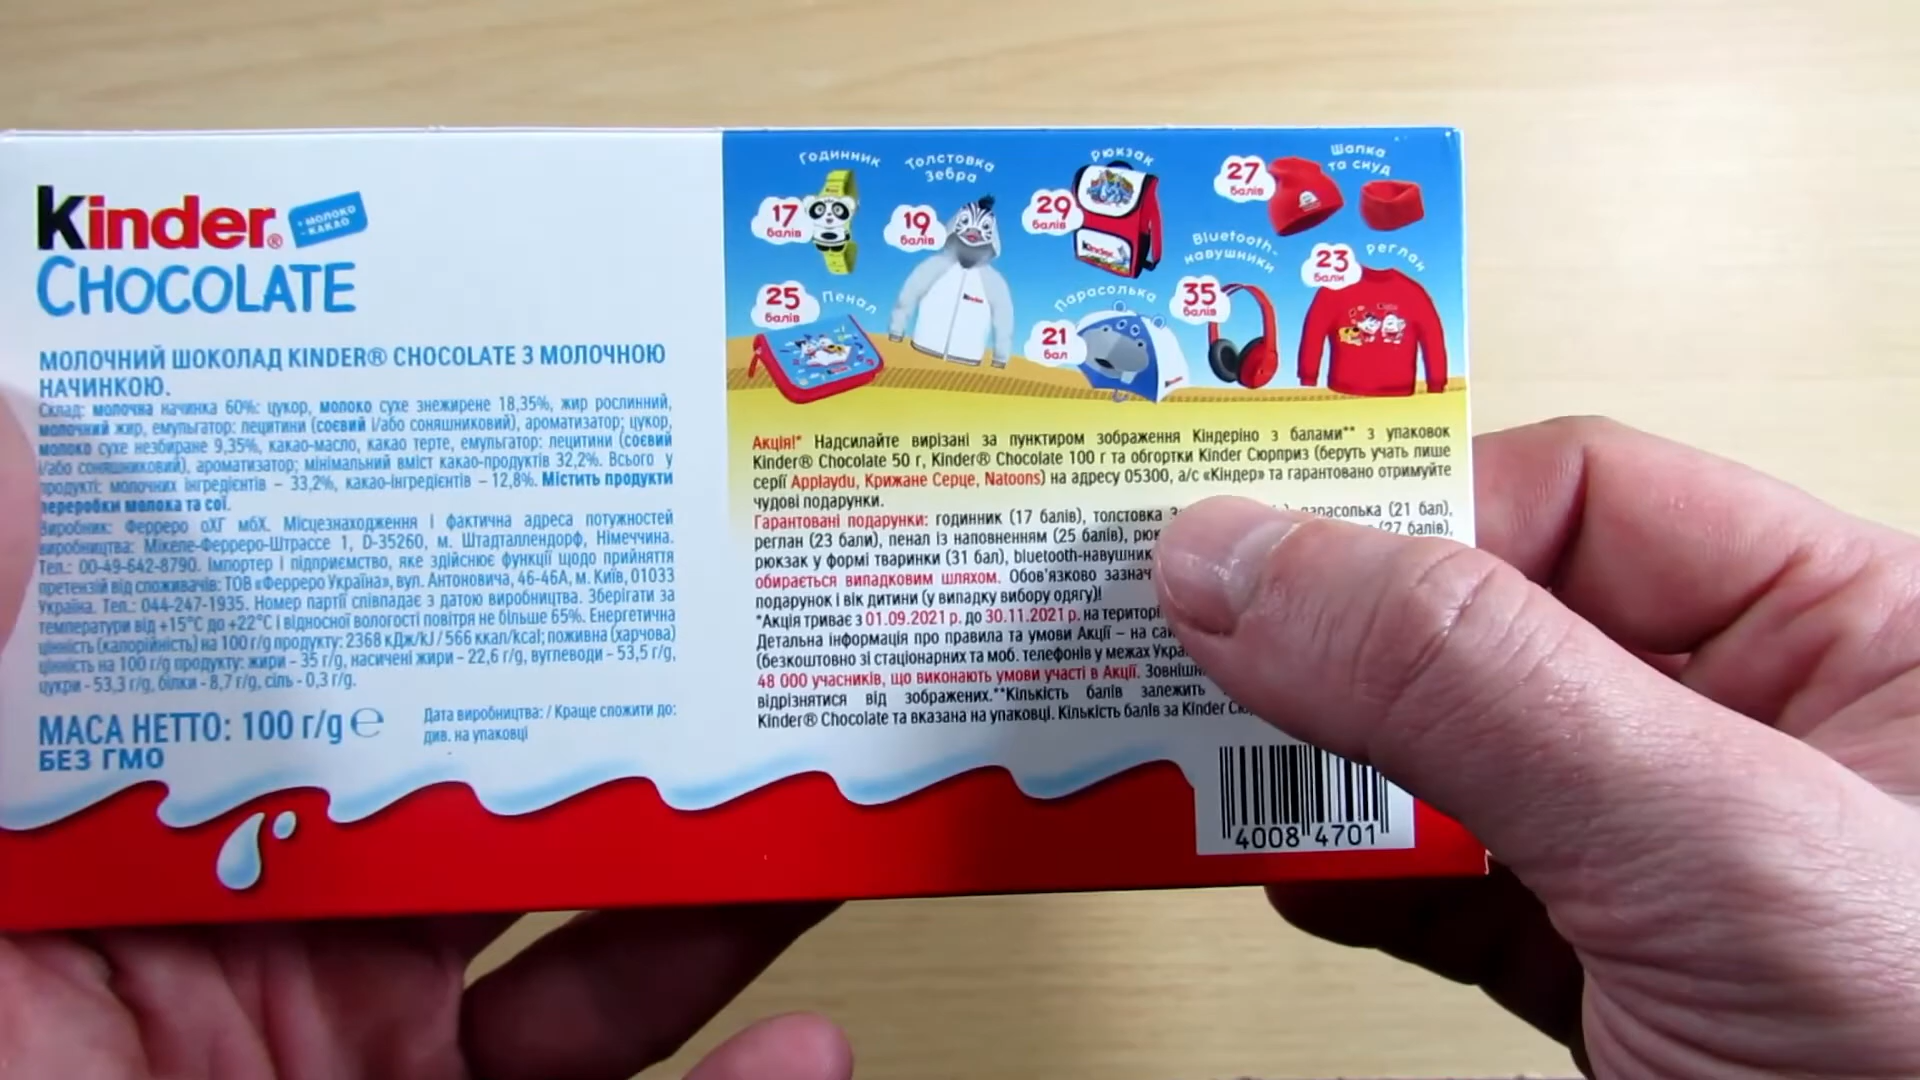 Kinder®
+ МОЛОКО
- КАКАО
CHOCOLATE
МОЛОЧНИЙ ШОКОЛАД KINDER® CHOCOLATE З МОЛОЧНОЮ
НАЧИНКОЮ.
Склад: молочна начинка 60%: цукор, молоко сухе знежирене 18,35%, жир рослинний,
молочний жир, емульгатор: лецитини (соєвий і/або соняшниковий), ароматизатор; цукор,
молоко сухе незбиране 9,35%, какао-масло, какао терте, емульгатор: лецитини (соєвий
і/або соняшниковий), ароматизатор; мінімальний вміст какао-продуктів 32,2%. Всього у
продукті: молочних інгредієнтів – 33,2%, какао-інгредієнтів – 12,8%. Містить продукти
переробки молока та сої.
Виробник: Ферреро оХГ мбХ. Місцезнаходження і фактична адреса потужностей
виробництва: Мікеле-Ферреро-Штрассе 1, D-35260, м. Штадталлендорф, Німеччина.
Тел.: 00-49-642-8790. Імпортер і підприємство, яке здійснює функції щодо прийняття
претензій від споживачів: ТОВ «Ферреро Україна», вул. Антоновича, 46-46А, м. Київ, 01033
Україна. Тел.: 044-247-1935. Номер партії співпадає з датою виробництва. Зберігати за
температури від +15°C до +22°C і відносної вологості повітря не більше 65%. Енергетична
цінність (калорійність) на 100 г/g продукту: 2368 кДж/kJ / 566 ккал/kcal; поживна (харчова)
цінність на 100 г/g продукту: жири – 35 г/g, насичені жири – 22,6 г/g, вуглеводи – 53,5 г/g,
цукри – 53,3 г/g, білки – 8,7 г/g, сіль – 0,3 г/g.
МАСА НЕТТО: 100 г/g ℮
БЕЗ ГМО
Дата виробництва: / Краще спожити до:
див. на упаковці
Годинник
17
балів
Толстовка
Зебра
19
балів
Рюкзак
29
балів
Kinder
Шапка
та снуд
27
балів
Bluetooth-
навушники
35
балів
Реглан
23
бали
25
балів
Пенал
Парасолька
21
бал
Акція!* Надсилайте вирізані за пунктиром зображення Кіндеріно з балами** з упаковок
Kinder® Chocolate 50 г, Kinder® Chocolate 100 г та обгортки Kinder Сюрприз (беруть участь лише
серії Applaydu, Крижане Серце, Natoons) на адресу 05300, а/с «Кіндер» та гарантовано отримуйте
чудові подарунки.
Гарантовані подарунки: годинник (17 балів), толстовка парасолька (21 бал),
реглан (23 бали), пенал із наповненням (25 балів), (27 балів),
рюкзак у формі тваринки (31 бал),
обирається випадковим шляхом. Обов'язково
подарунок і вік дитини (у випадку вибору одягу)!
*Акція триває з 01.09.2021 р. до 30.11.2021 р. на
Детальна інформація про правила та умови Акції – на
(безкоштовно зі стаціонарних та моб. телефонів у межах
48 000 учасників, що виконають умови участі в Акції.
відрізнятися від зображених.**Кількість балів залежить
Kinder® Chocolate та вказана на упаковці. Кількість балів за Kinder
4008 4701